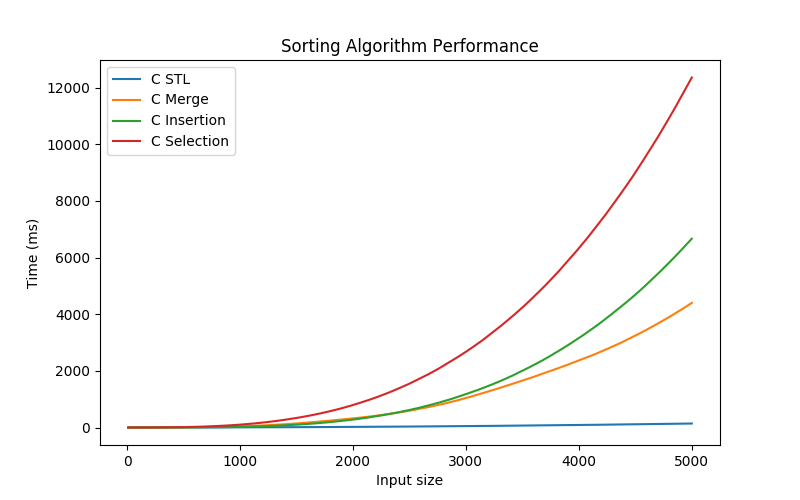 Sorting Algorithm Performance
C STL
C Merge
C Insertion
C Selection
12000
10000
8000
6000
4000
2000
0
Time (ms)
0 1000 2000 3000 4000 5000
Input size